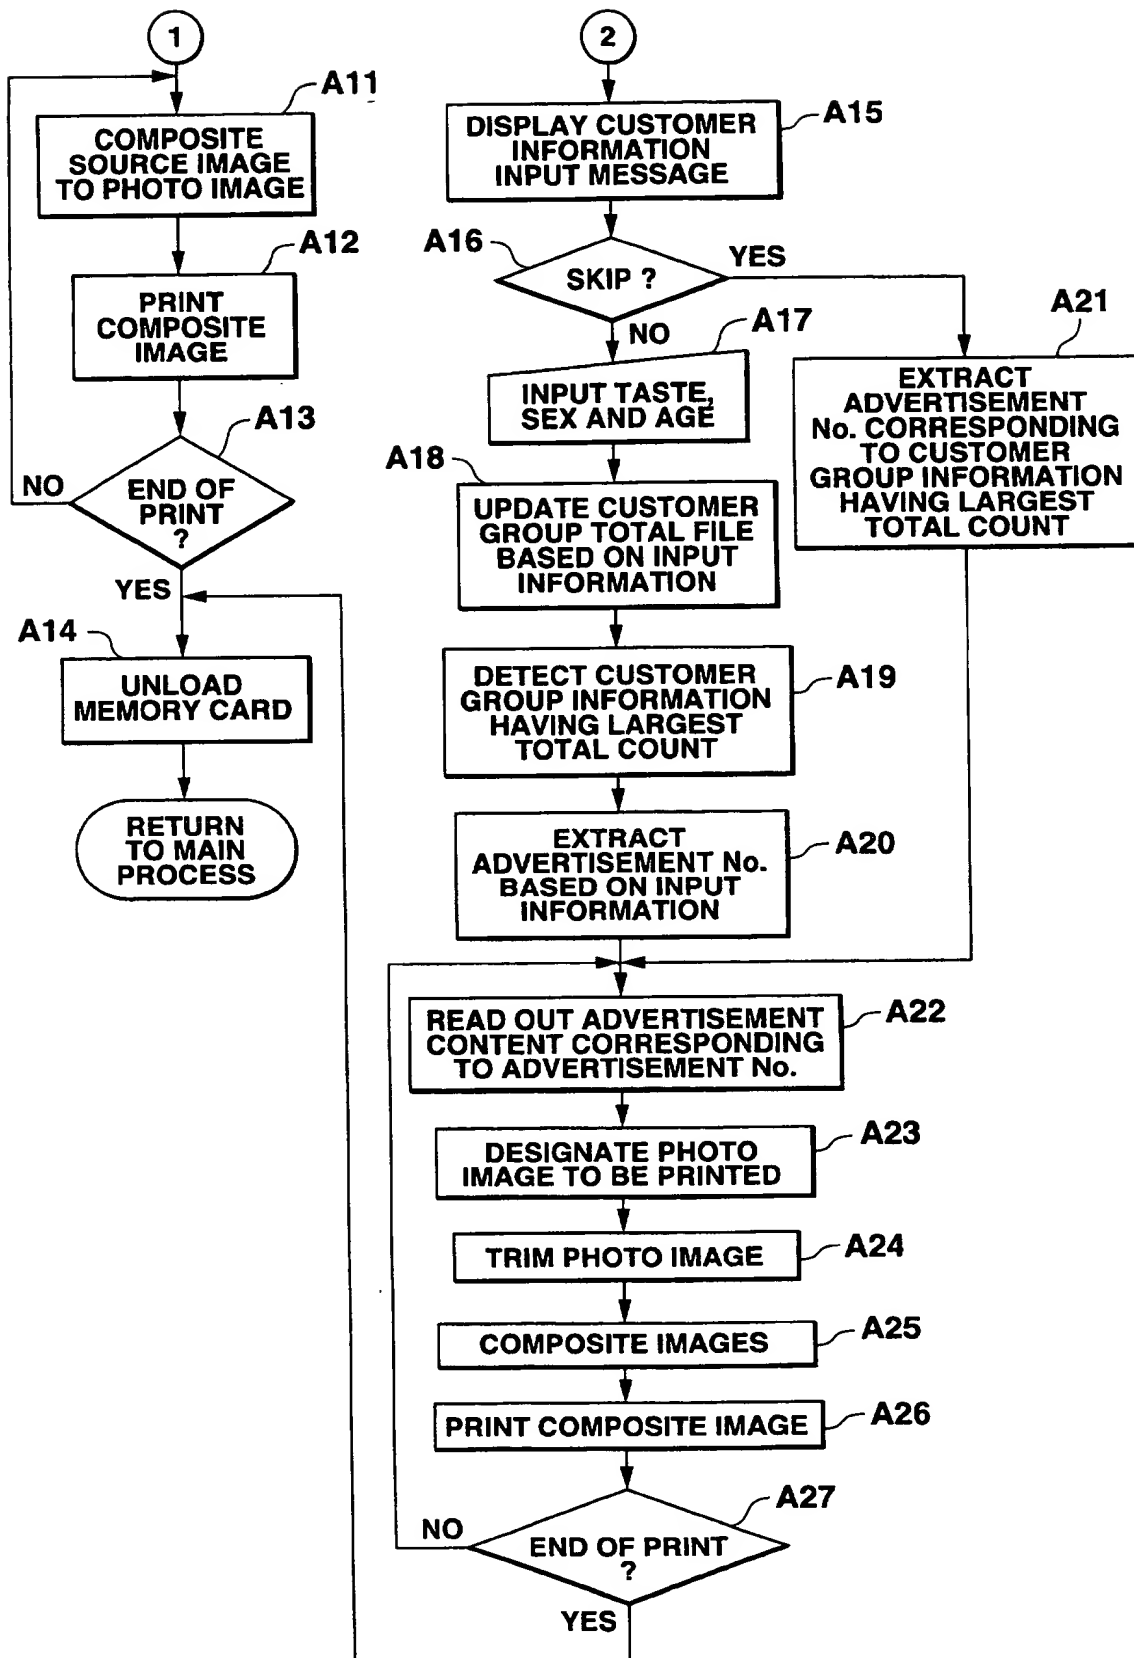 1
A11
COMPOSITE
SOURCE IMAGE
TO PHOTO IMAGE
A12
PRINT
COMPOSITE
IMAGE
A13
NO
END OF
PRINT
?
YES
A14
UNLOAD
MEMORY CARD
RETURN
TO MAIN
PROCESS
2
A15
DISPLAY CUSTOMER
INFORMATION
INPUT MESSAGE
A16
YES
SKIP ?
NO
A17
INPUT TASTE,
SEX AND AGE
A21
EXTRACT
ADVERTISEMENT
No. CORRESPONDING
TO CUSTOMER
GROUP INFORMATION
HAVING LARGEST
TOTAL COUNT
A18
UPDATE CUSTOMER
GROUP TOTAL FILE
BASED ON INPUT
INFORMATION
A19
DETECT CUSTOMER
GROUP INFORMATION
HAVING LARGEST
TOTAL COUNT
A20
EXTRACT
ADVERTISEMENT No.
BASED ON INPUT
INFORMATION
A22
READ OUT ADVERTISEMENT
CONTENT CORRESPONDING
TO ADVERTISEMENT No.
A23
DESIGNATE PHOTO
IMAGE TO BE PRINTED
A24
TRIM PHOTO IMAGE
A25
COMPOSITE IMAGES
A26
PRINT COMPOSITE IMAGE
A27
NO
END OF PRINT
?
YES